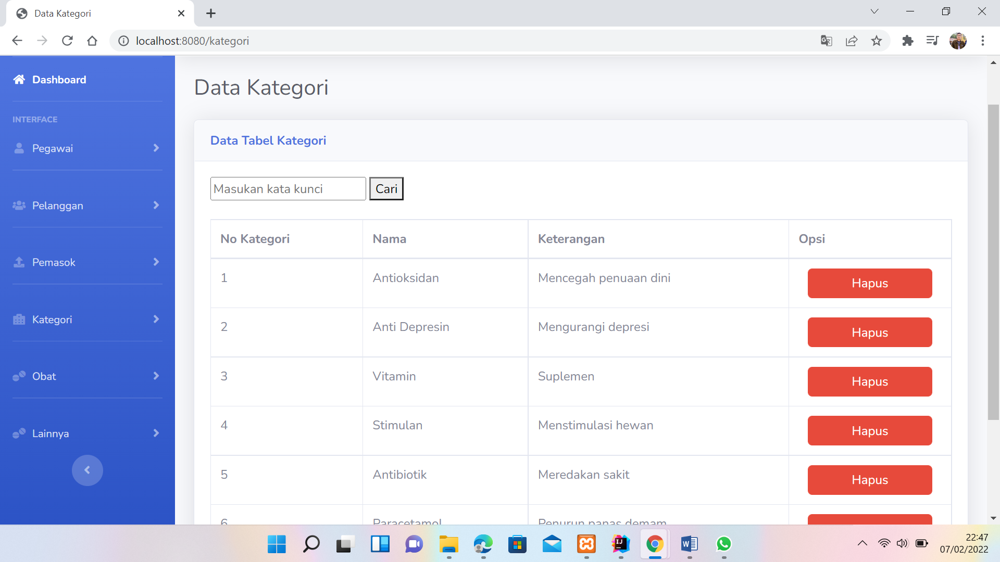 Data Kategori
localhost:8080/kategori
Dashboard
INTERFACE
Pegawai
Pelanggan
Pemasok
Kategori
Obat
Lainnya
Data Kategori
Data Tabel Kategori
Masukan kata kunci Cari
No Kategori Nama Keterangan Opsi
1 Antioksidan Mencegah penuaan dini Hapus
2 Anti Depresin Mengurangi depresi Hapus
3 Vitamin Suplemen Hapus
4 Stimulan Menstimulasi hewan Hapus
5 Antibiotik Meredakan sakit Hapus
6 Paracetamol Penurun panas demam
22:47
07/02/2022